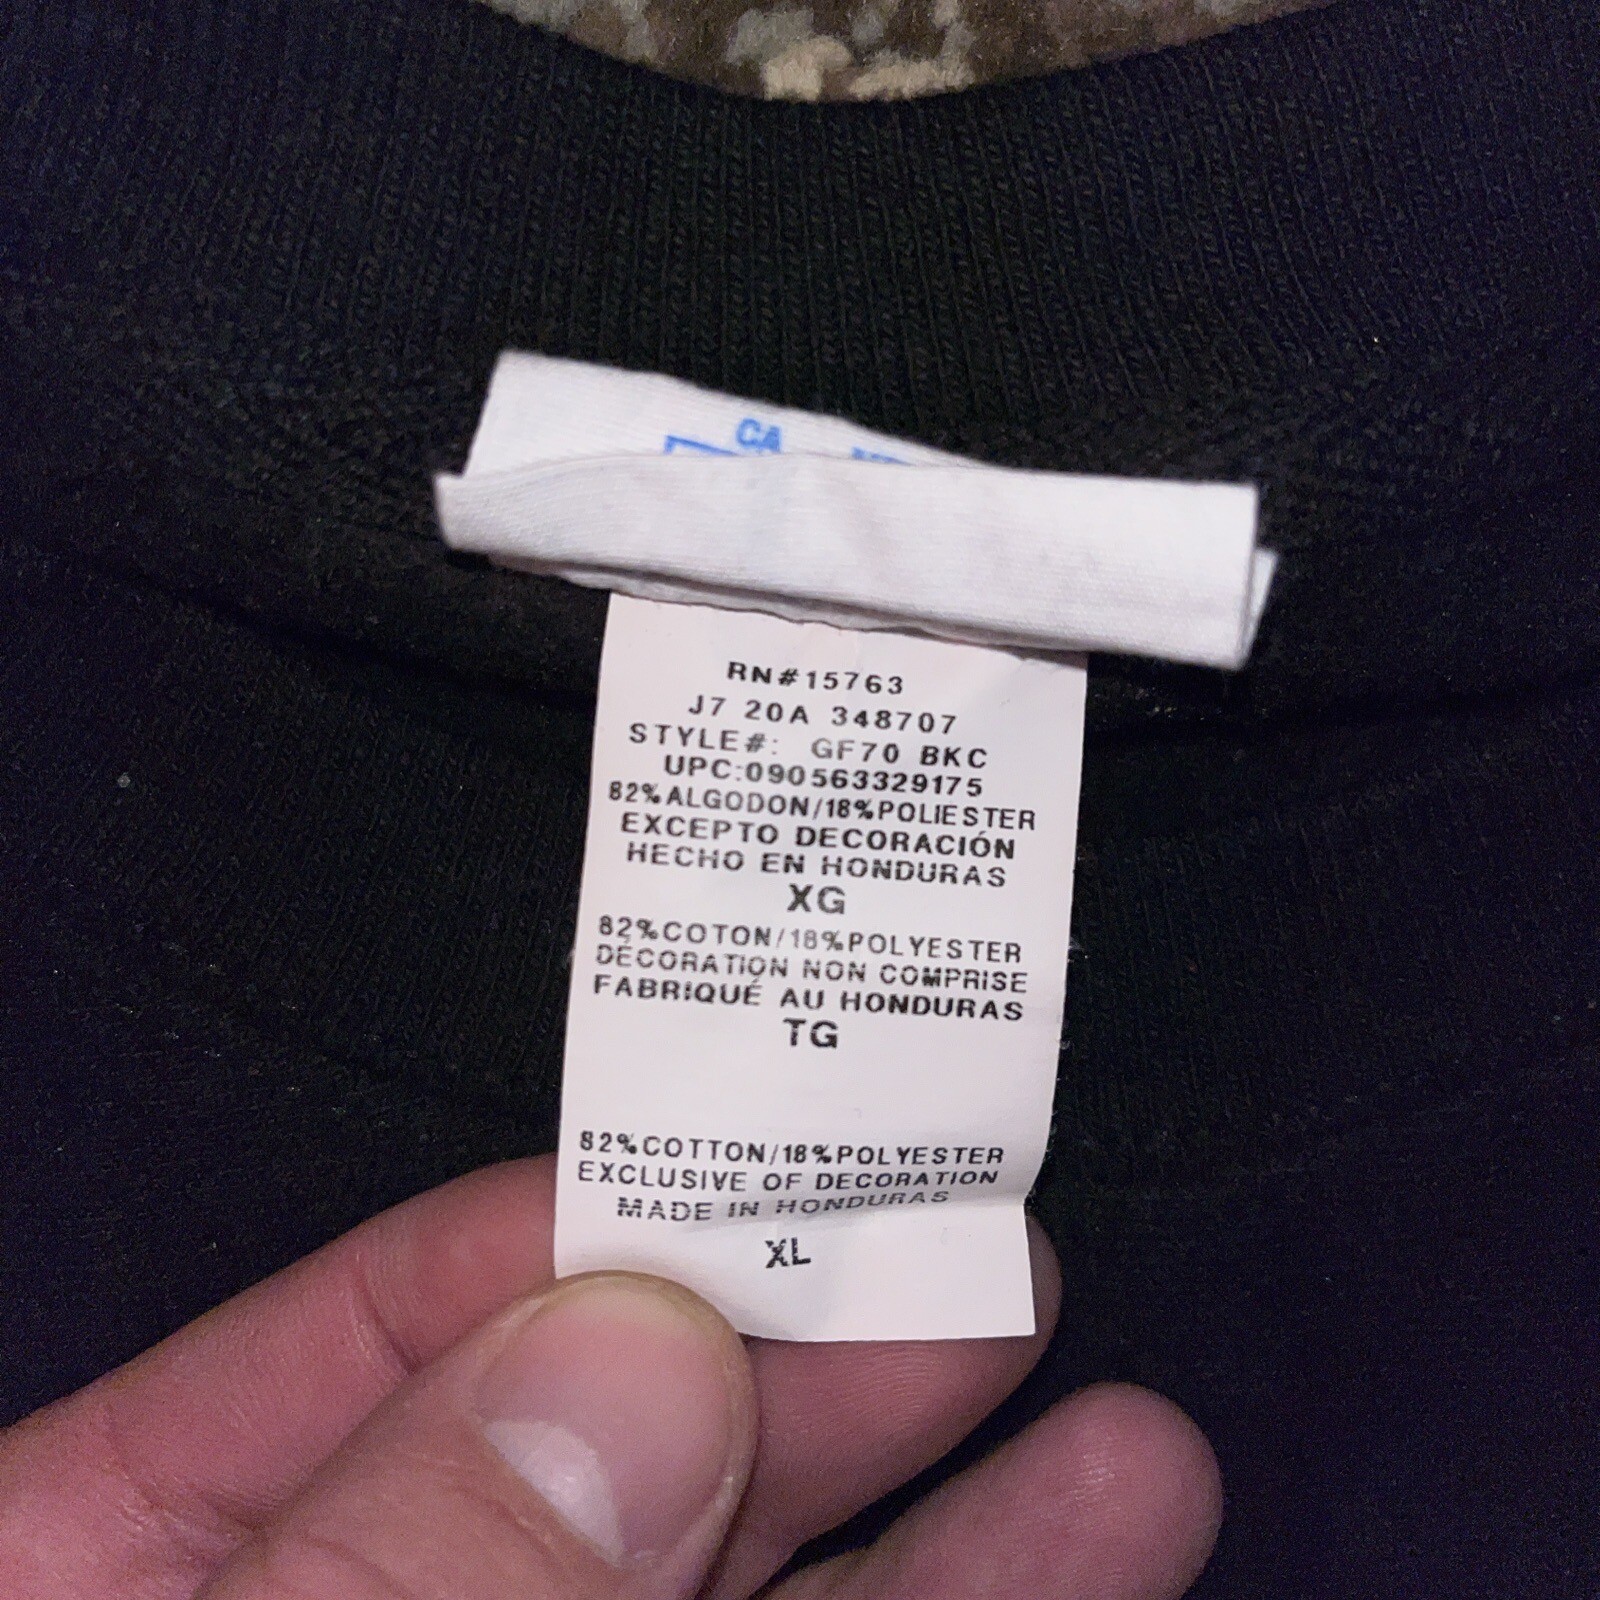 CA
RN#15763
J7 20A 348707
STYLE#: GF70 BKC
UPC:090563329175
82%ALGODON/18%POLIESTER
EXCEPTO DECORACIÓN
HECHO EN HONDURAS
XG
82%COTON/18%POLYESTER
DÉCORATION NON COMPRISE
FABRIQUÉ AU HONDURAS
TG
82%COTTON/18%POLYESTER
EXCLUSIVE OF DECORATION
MADE IN HONDURAS
XL